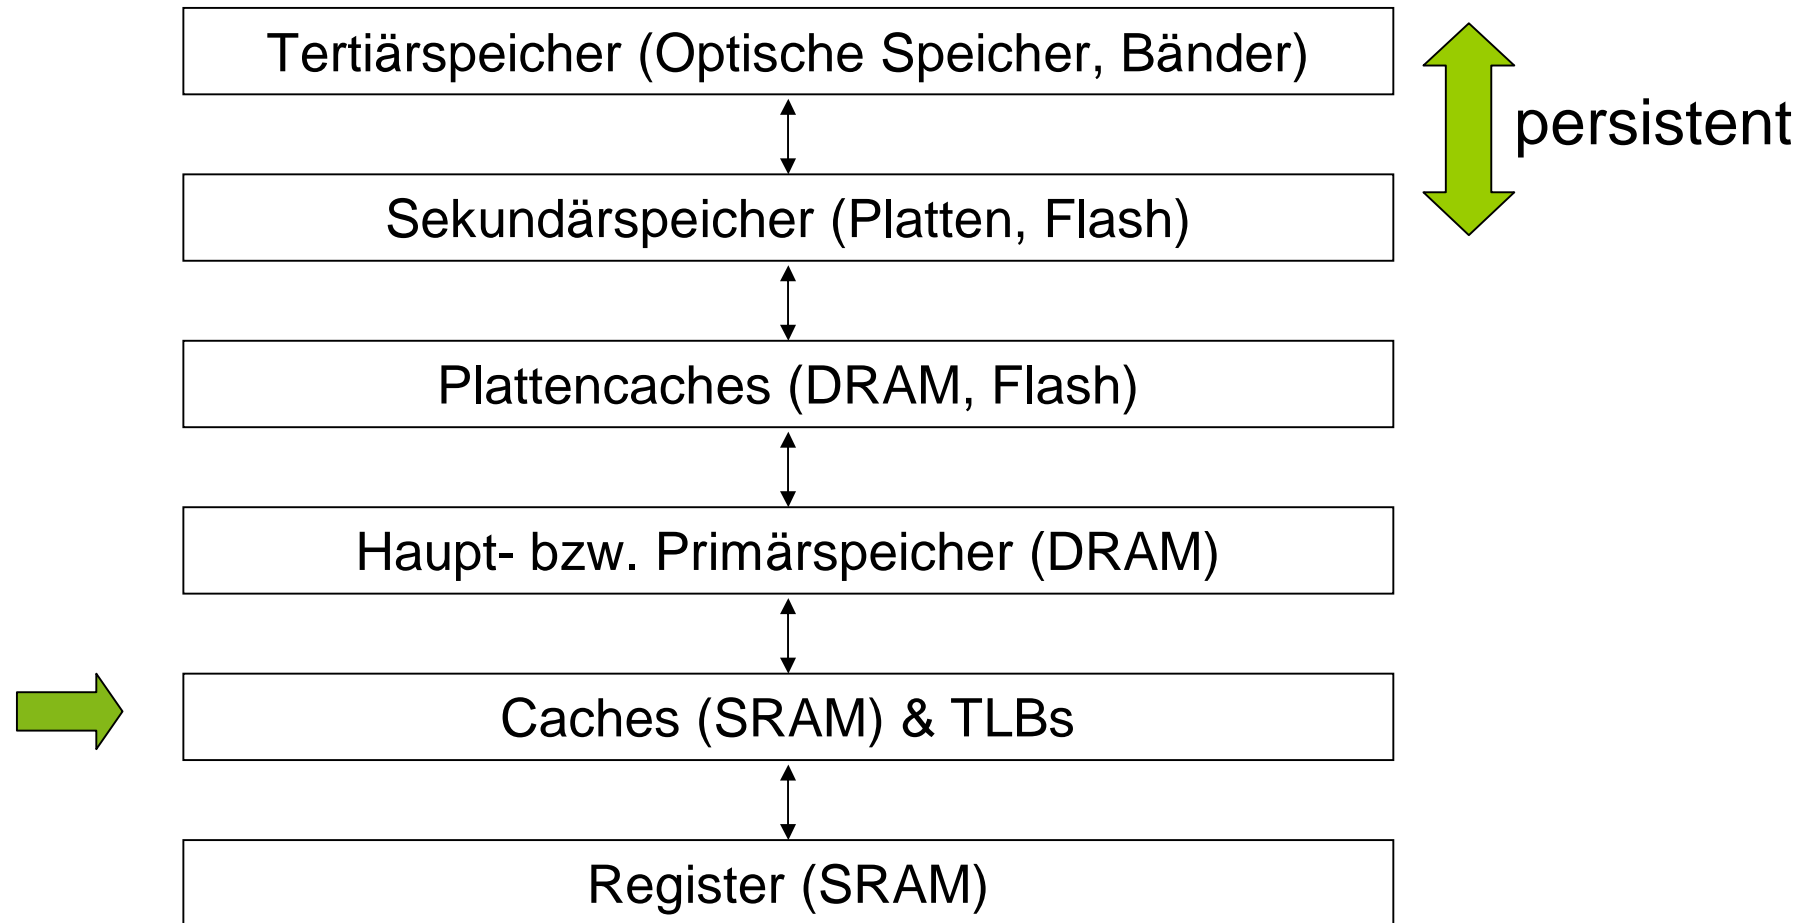 Tertiärspeicher (Optische Speicher, Bänder)
persistent
Sekundärspeicher (Platten, Flash)
Plattencaches (DRAM, Flash)
Haupt- bzw. Primärspeicher (DRAM)
Caches (SRAM) & TLBs
Register (SRAM)